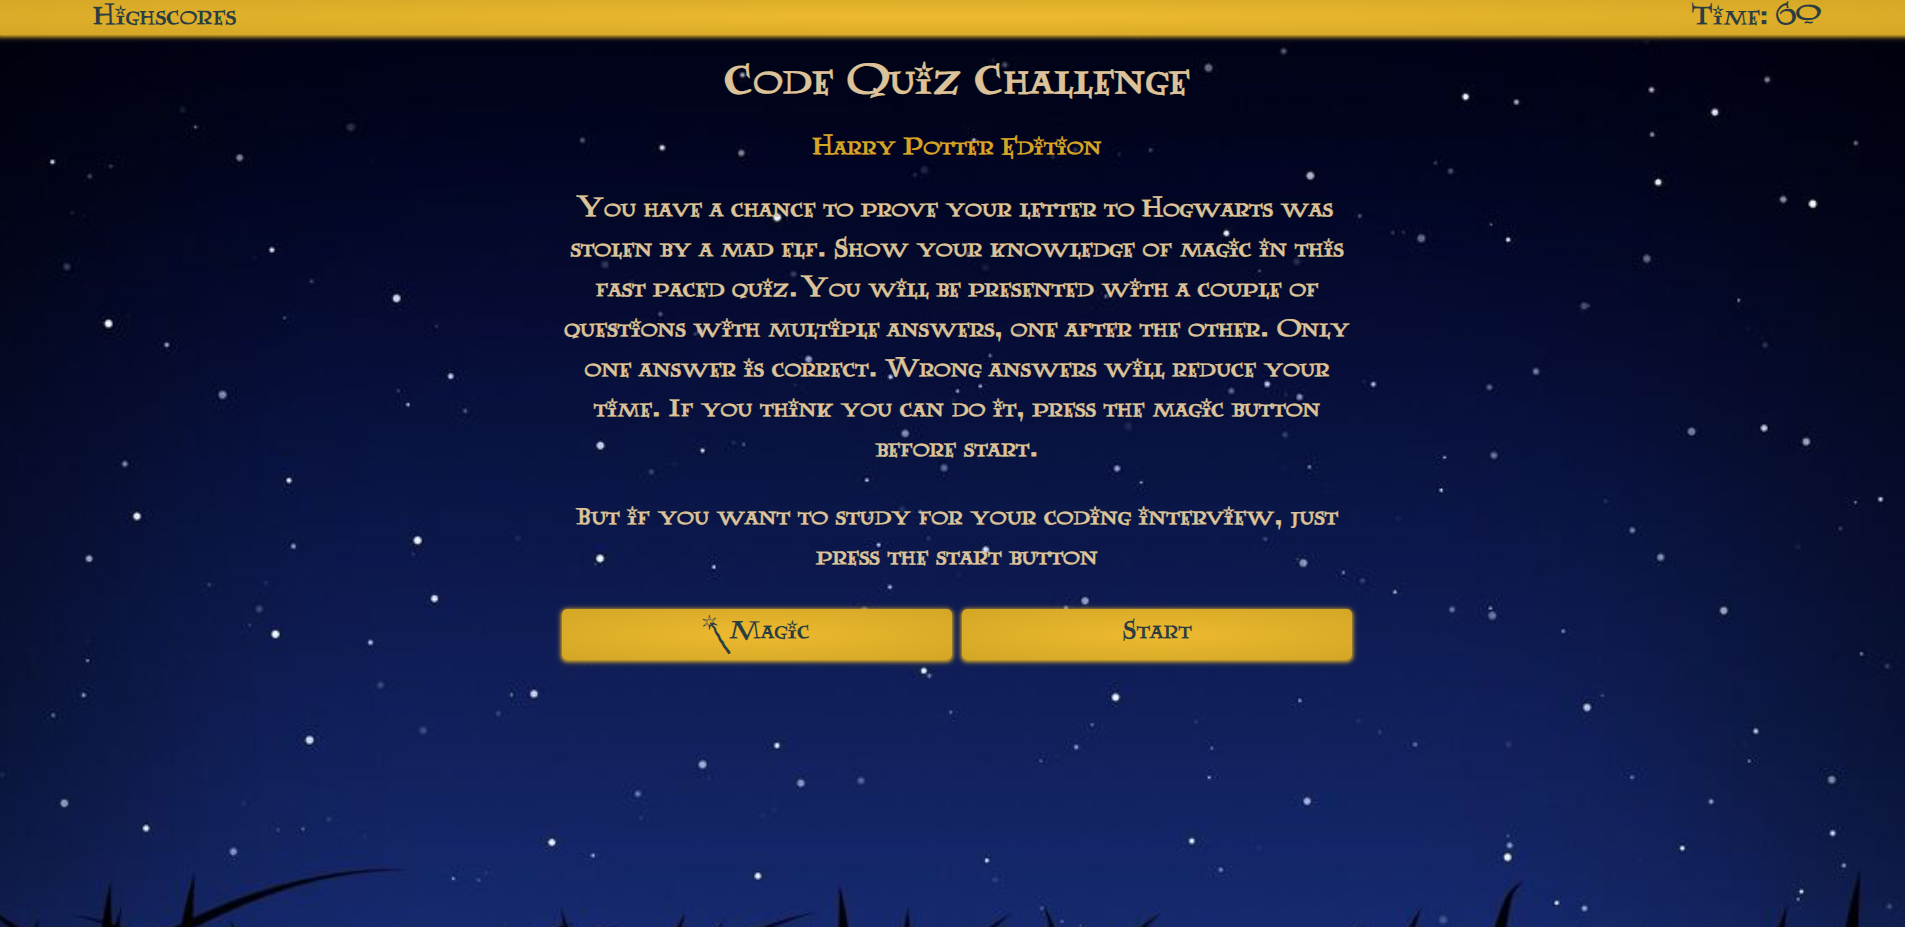 Highscores
Time: 60
Code Quiz Challenge
Harry Potter Edition
You have a chance to prove your letter to Hogwarts was
stolen by a mad elf. Show your knowledge of magic in this
fast paced quiz. You will be presented with a couple of
questions with multiple answers, one after the other. Only
one answer is correct. Wrong answers will reduce your
time. If you think you can do it, press the magic button
before start.
But if you want to study for your coding interview, just
press the start button
Magic
Start